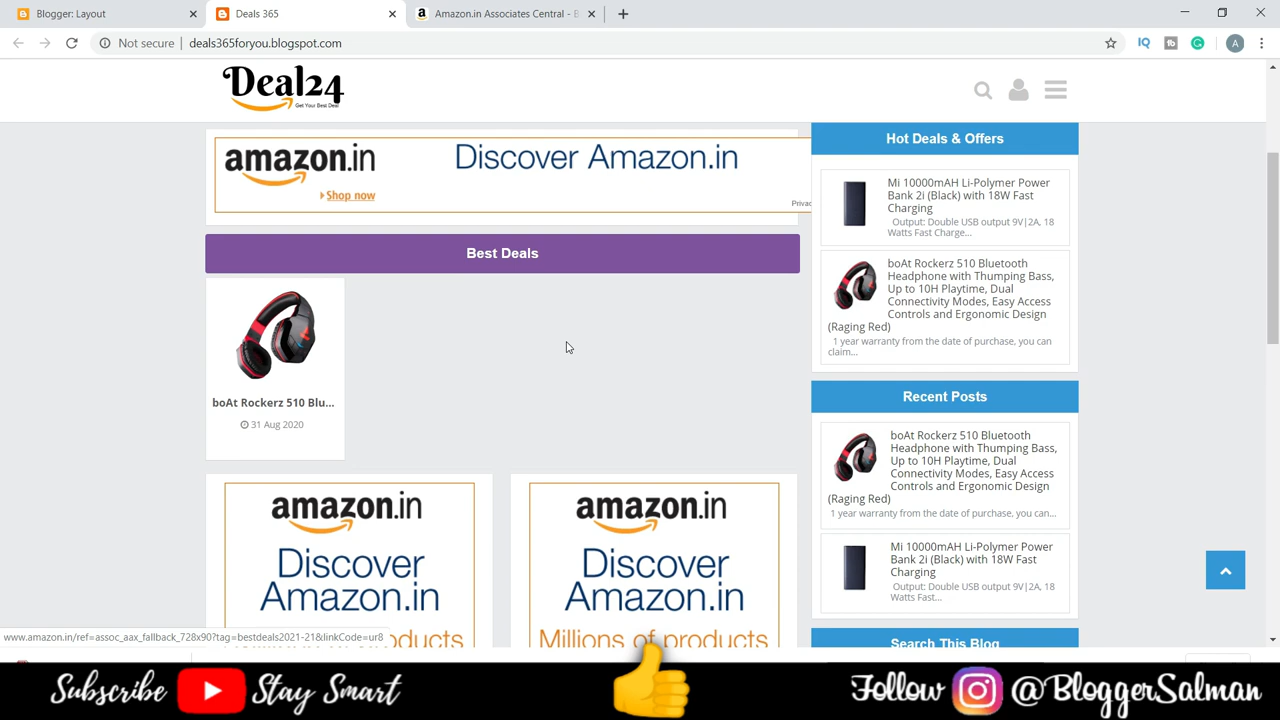 Blogger: Layout
Deals 365
Amazon.in Associates Central - B
Not secure
deals365foryou.blogspot.com
Deal24
Get Your Best Deal
amazon.in
Discover Amazon.in
Shop now
Privac
Best Deals
boAt Rockerz 510 Blu...
31 Aug 2020
amazon.in
Discover
Amazon.in
products
amazon.in
Discover
Amazon.in
Millions of products
Hot Deals & Offers
Mi 10000mAH Li-Polymer Power
Bank 2i (Black) with 18W Fast
Charging
Output: Double USB output 9V|2A, 18
Watts Fast Charge...
boAt Rockerz 510 Bluetooth
Headphone with Thumping Bass,
Up to 10H Playtime, Dual
Connectivity Modes, Easy Access
Controls and Ergonomic Design
(Raging Red)
1 year warranty from the date of purchase, you can
claim...
Recent Posts
boAt Rockerz 510 Bluetooth
Headphone with Thumping Bass,
Up to 10H Playtime, Dual
Connectivity Modes, Easy Access
Controls and Ergonomic Design
(Raging Red)
1 year warranty from the date of purchase, you can...
Mi 10000mAH Li-Polymer Power
Bank 2i (Black) with 18W Fast
Charging
Output: Double USB output 9V|2A, 18
Watts Fast...
Search This Blog
www.amazon.in/ref=assoc_aax_fallback_728x90?tag=bestdeals2021-21&linkCode=ur8
Subscribe Stay Smart
Follow @BloggerSalman